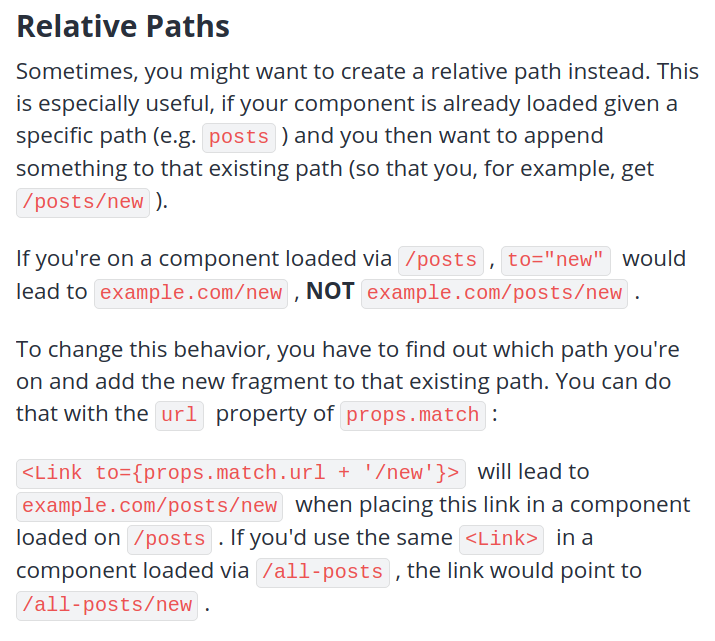 Relative Paths
Sometimes, you might want to create a relative path instead. This
is especially useful, if your component is already loaded given a
specific path (e.g. posts ) and you then want to append
something to that existing path (so that you, for example, get
/posts/new ).
If you're on a component loaded via /posts , to="new" would
lead to example.com/new , NOT example.com/posts/new .
To change this behavior, you have to find out which path you're
on and add the new fragment to that existing path. You can do
that with the url property of props.match :
<Link to={props.match.url + '/new'}> will lead to
example.com/posts/new when placing this link in a component
loaded on /posts . If you'd use the same <Link> in a
component loaded via /all-posts , the link would point to
/all-posts/new .